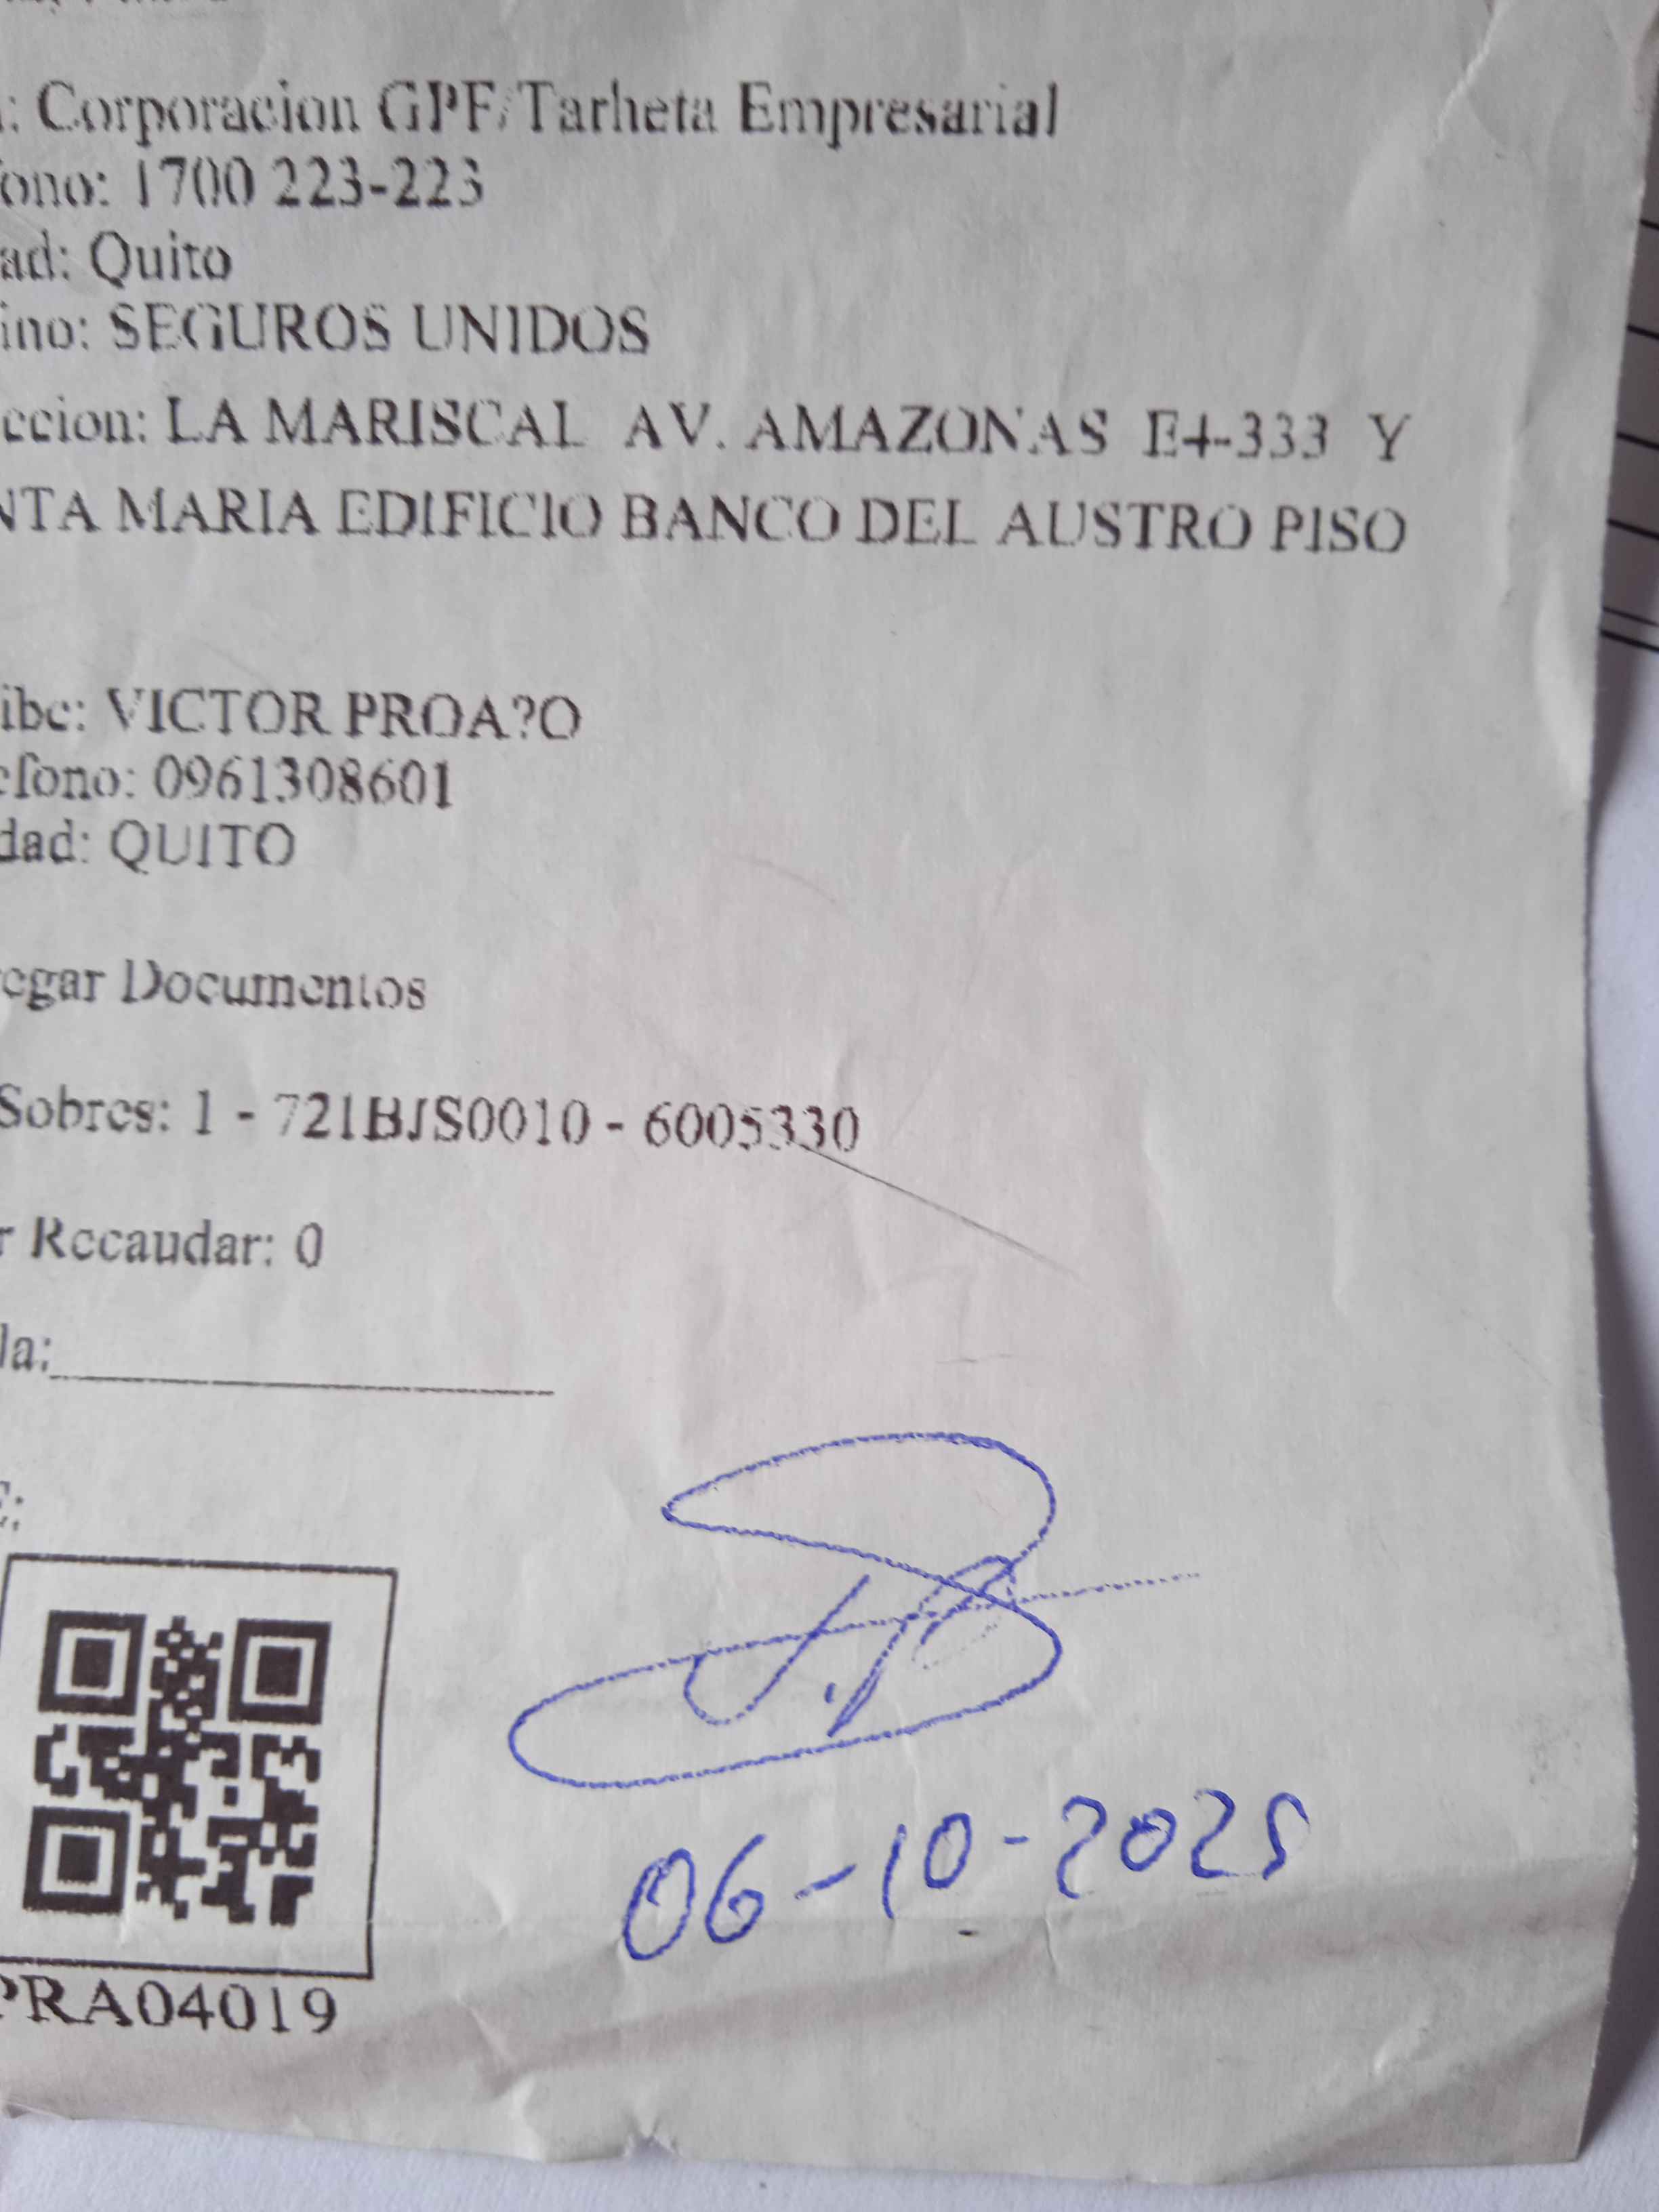 : Corporacion GPF/Tarheta Empresarial
ono: 1700 223-223
ad: Quito
ino: SEGUROS UNIDOS
ccion: LA MARISCAL AV. AMAZONAS E4-333 Y
NTA MARIA EDIFICIO BANCO DEL AUSTRO PISO
ibe: VICTOR PROA?O
efono: 0961308601
dad: QUITO
egar Documentos
Sobres: 1 - 721BJS0010 - 6005330
r Recaudar: 0
la:
E:
06-10-2025
PRA04019